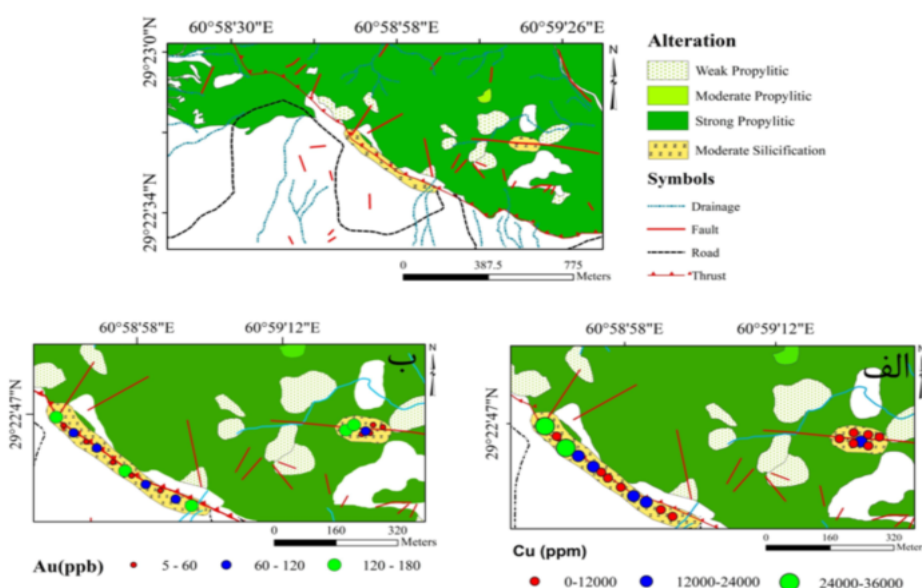 60°58'30"E 60°58'58"E 60°59'26"E
29°23'0"N
29°22'34"N
N
0 387.5 775
Meters
Alteration
Weak Propylitic
Moderate Propylitic
Strong Propylitic
Moderate Silicification
Symbols
Drainage
Fault
Road
Thrust
60°58'58"E 60°59'12"E
29°22'47"N
ب
N
0 160 320
Meters
Au(ppb) 5 - 60 60 - 120 120 - 180
60°58'58"E 60°59'12"E
29°22'47"N
الف
N
0 160 320
Meters
Cu (ppm)
0-12000 12000-24000 24000-36000